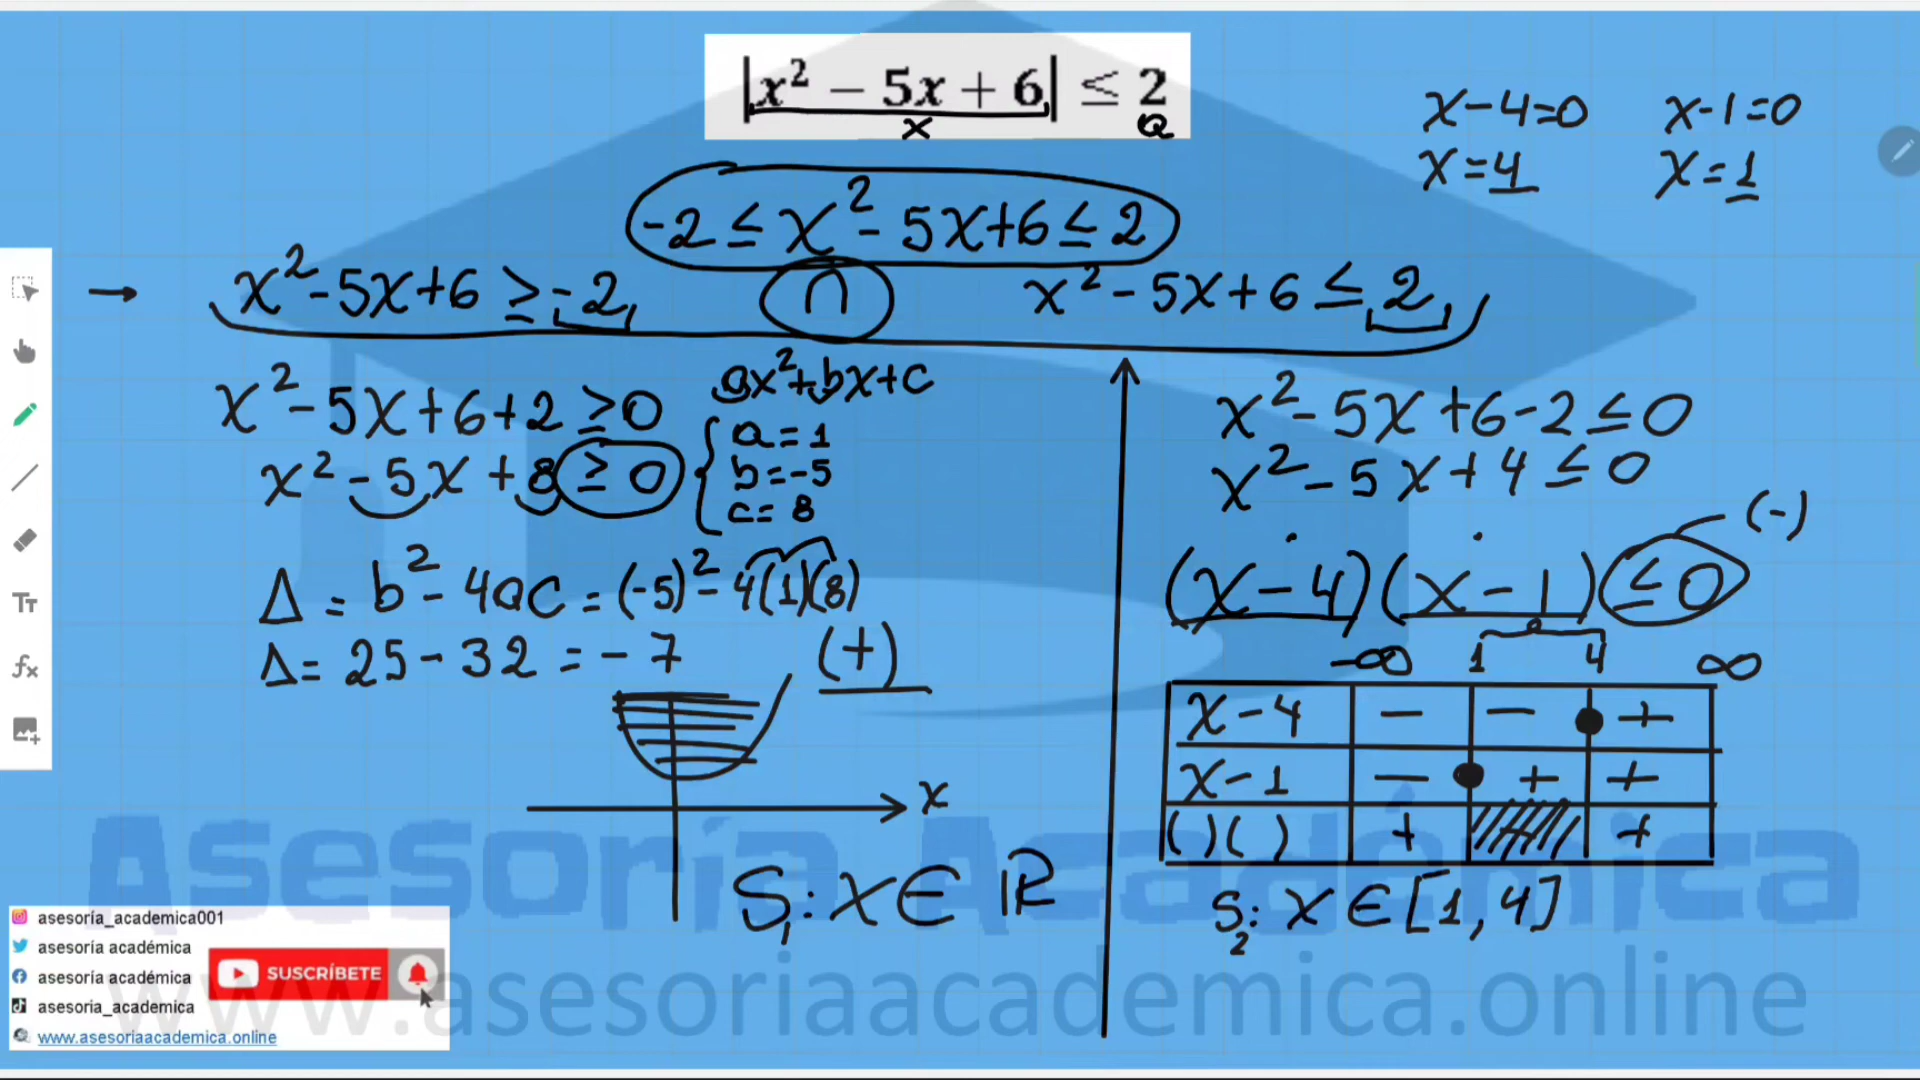 |x² − 5x + 6| ≤ 2
x a
x-4=0 x-1=0
x=4 x=1
-2 ≤ x² - 5x+6 ≤ 2
→ x²-5x+6 ≥ -2 ∩ x²-5x+6 ≤ 2
x²-5x+6+2 ≥0
x²-5x+8 ≥ 0
ax²+bx+c
a=1
b=-5
c= 8
Δ = b²-4ac = (-5)²-4(1)(8)
Δ= 25-32 = -7
(+)
x
S₁: x∈ ℝ
x²-5x+6-2≤0
x²-5x+4 ≤ 0
(-)
(x-4)(x-1) ≤ 0
-∞ 1 4 ∞
x-4 - - +
x-1 - + +
()() + - +
S₂: x∈[1,4]
Asesoría Académica
www.asesoriaacademica.online
asesoría_academica001
asesoría académica
asesoría académica
asesoria_academica
www.asesoriaacademica.online
SUSCRÍBETE
Tт
fx